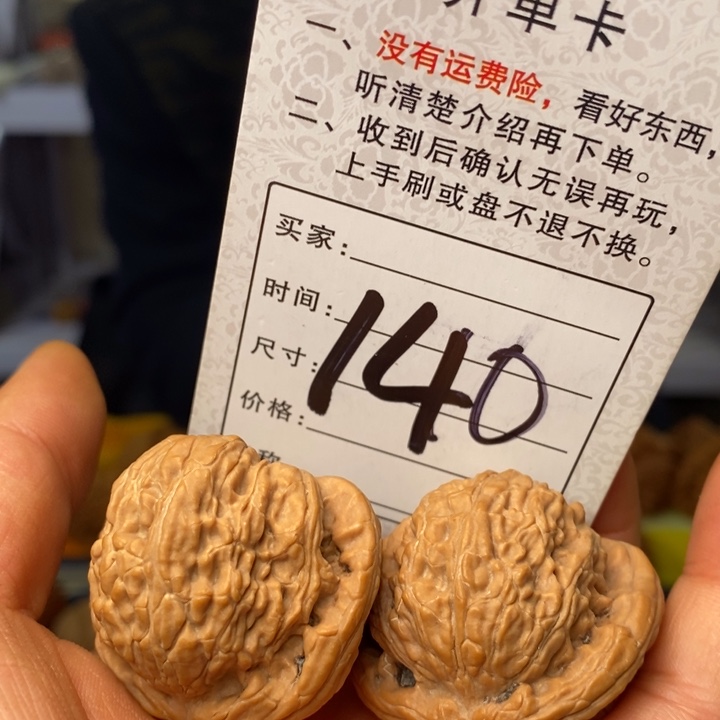 开单卡
一、没有运费险，看好东西，
听清楚介绍再下单。
二、收到后确认无误再玩，
上手刷或盘不退不换。
买家：
时间：
尺寸：
价格：
140